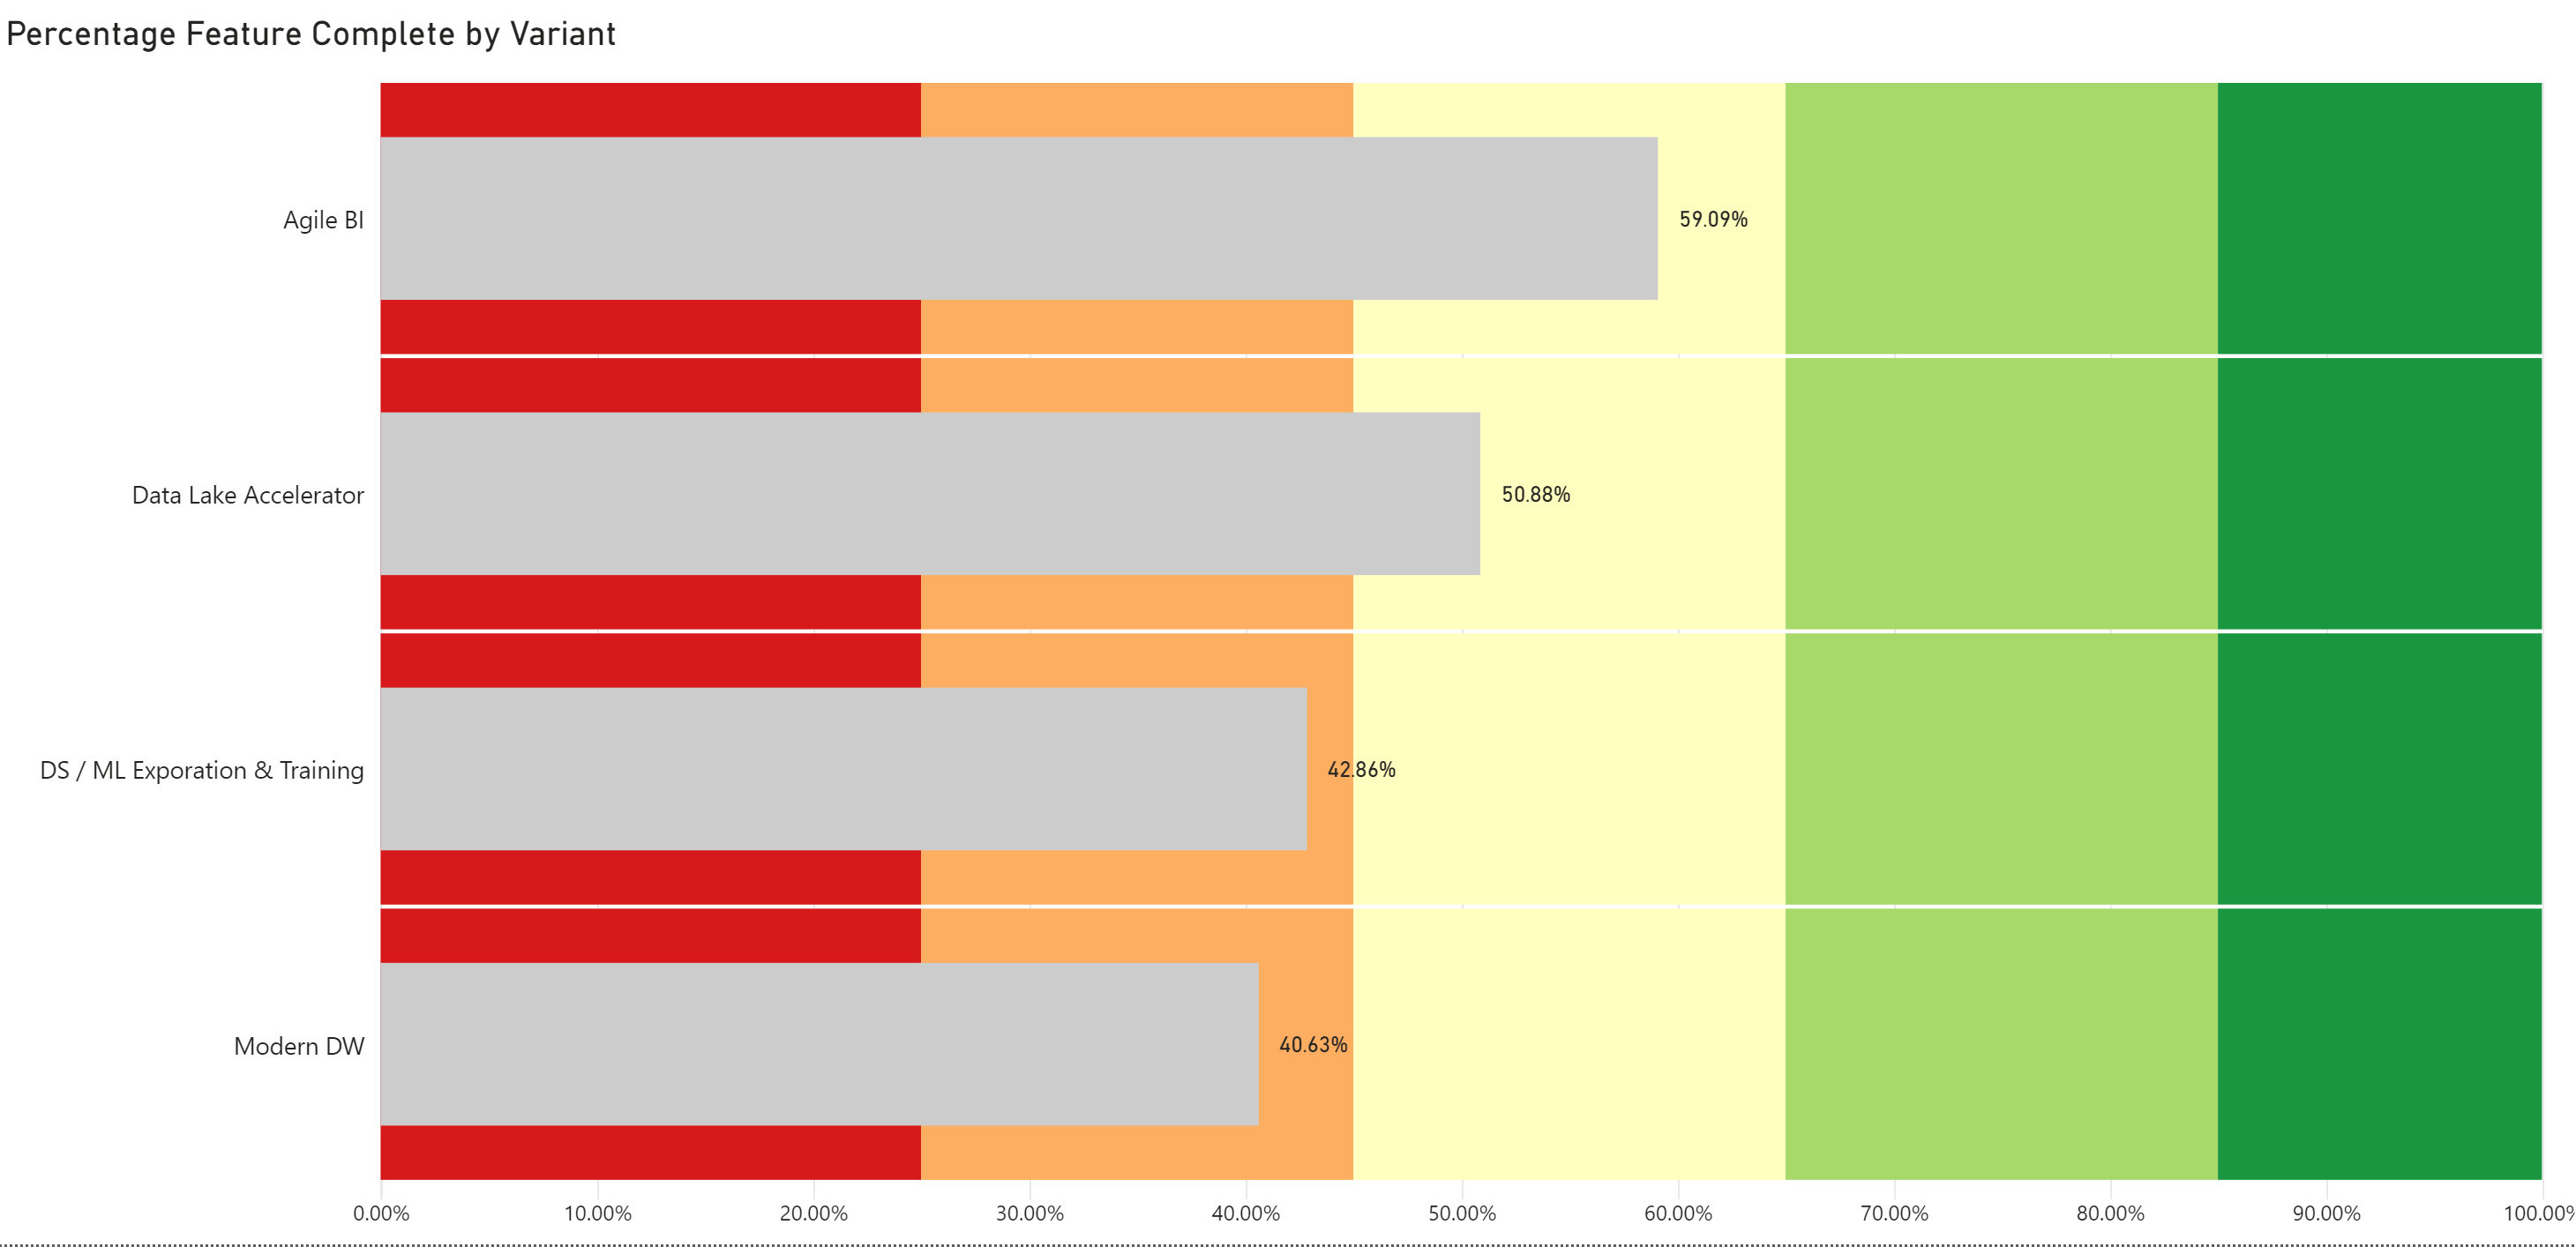 Percentage Feature Complete by Variant
Agile BI
59.09%
Data Lake Accelerator
50.88%
DS / ML Exporation & Training
42.86%
Modern DW
40.63%
0.00% 10.00% 20.00% 30.00% 40.00% 50.00% 60.00% 70.00% 80.00% 90.00% 100.00%